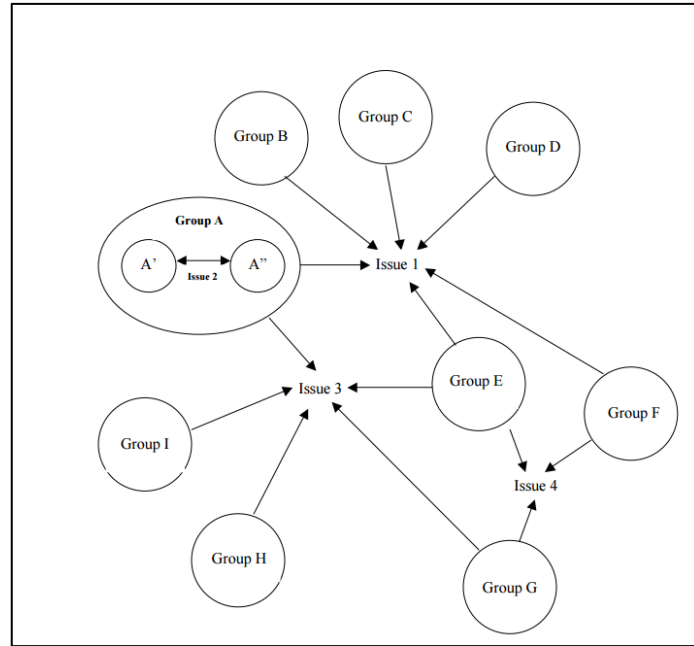 Group C
Group B
Group D
Group A
A’ A”
Issue 2
Issue 1
Group E
Issue 3
Group F
Group I
Issue 4
Group H
Group G